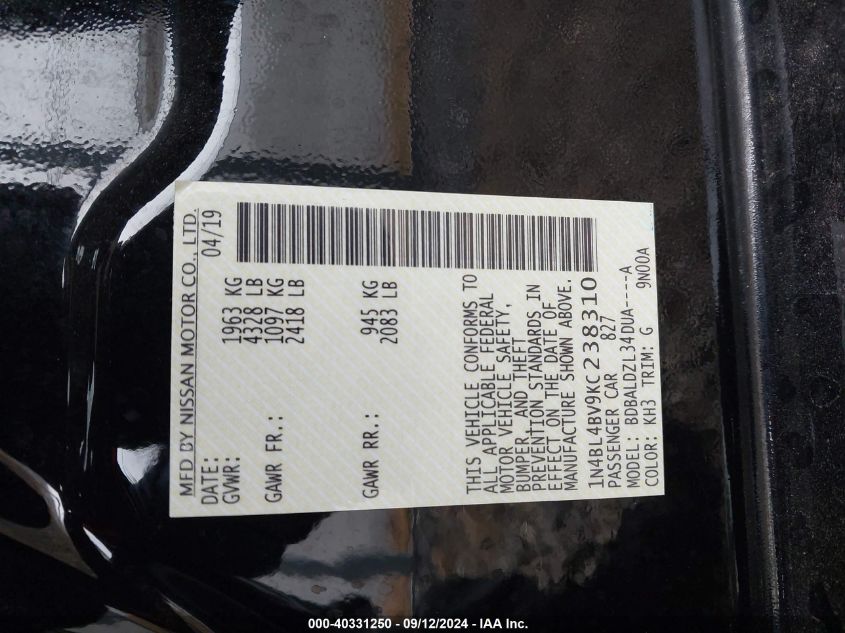 MFD BY NISSAN MOTOR CO., LTD.
DATE: 04/19
GVWR: 1963 KG
4328 LB
GAWR FR.: 1097 KG
2418 LB
GAWR RR.: 945 KG
2083 LB
THIS VEHICLE CONFORMS TO
ALL APPLICABLE FEDERAL
MOTOR VEHICLE SAFETY,
BUMPER, AND THEFT
PREVENTION STANDARDS IN
EFFECT ON THE DATE OF
MANUFACTURE SHOWN ABOVE.
1N4BL4BV9KC238310
PASSENGER CAR 827
MODEL: BDBALDZL34DUA-----A
COLOR: KH3 TRIM: G 9N00A
000-40331250 - 09/12/2024 - IAA Inc.